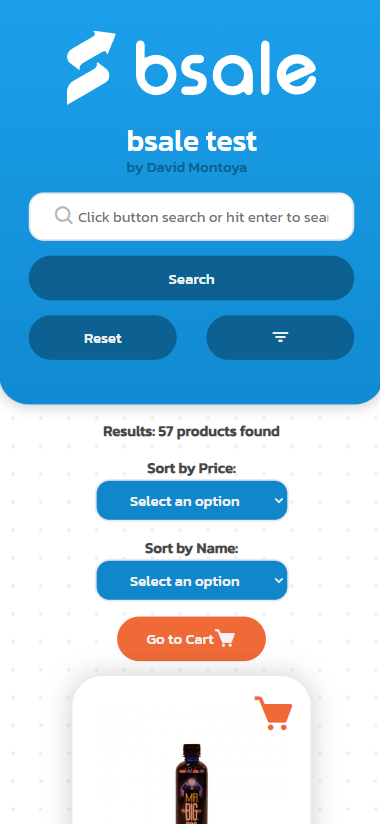 bsale
bsale test
by David Montoya
Click button search or hit enter to sear
Search
Reset
Results: 57 products found
Sort by Price:
Select an option
Sort by Name:
Select an option
Go to Cart
MR.
BIG